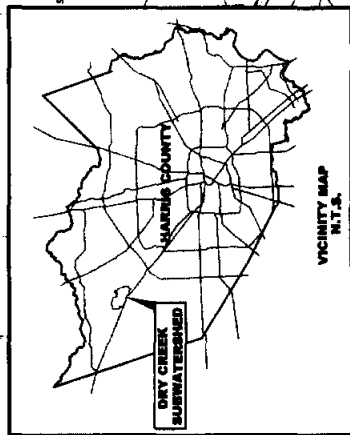 HARRIS COUNTY
DRY CREEK
SUBWATERSHED
VICINITY MAP
N.T.S.